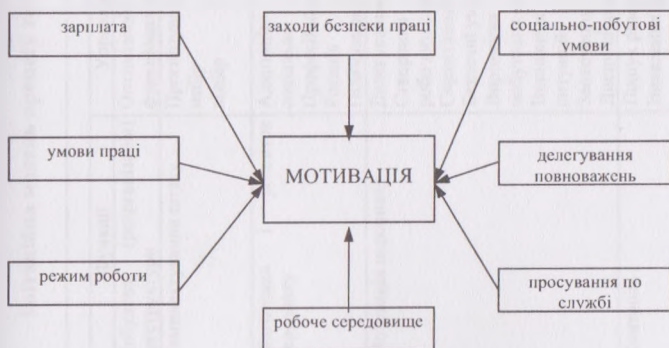 зарплата
заходи безпеки праці
соціально-побутові
умови
умови праці
МОТИВАЦІЯ
делегування
повноважень
режим роботи
робоче середовище
просування по
службі